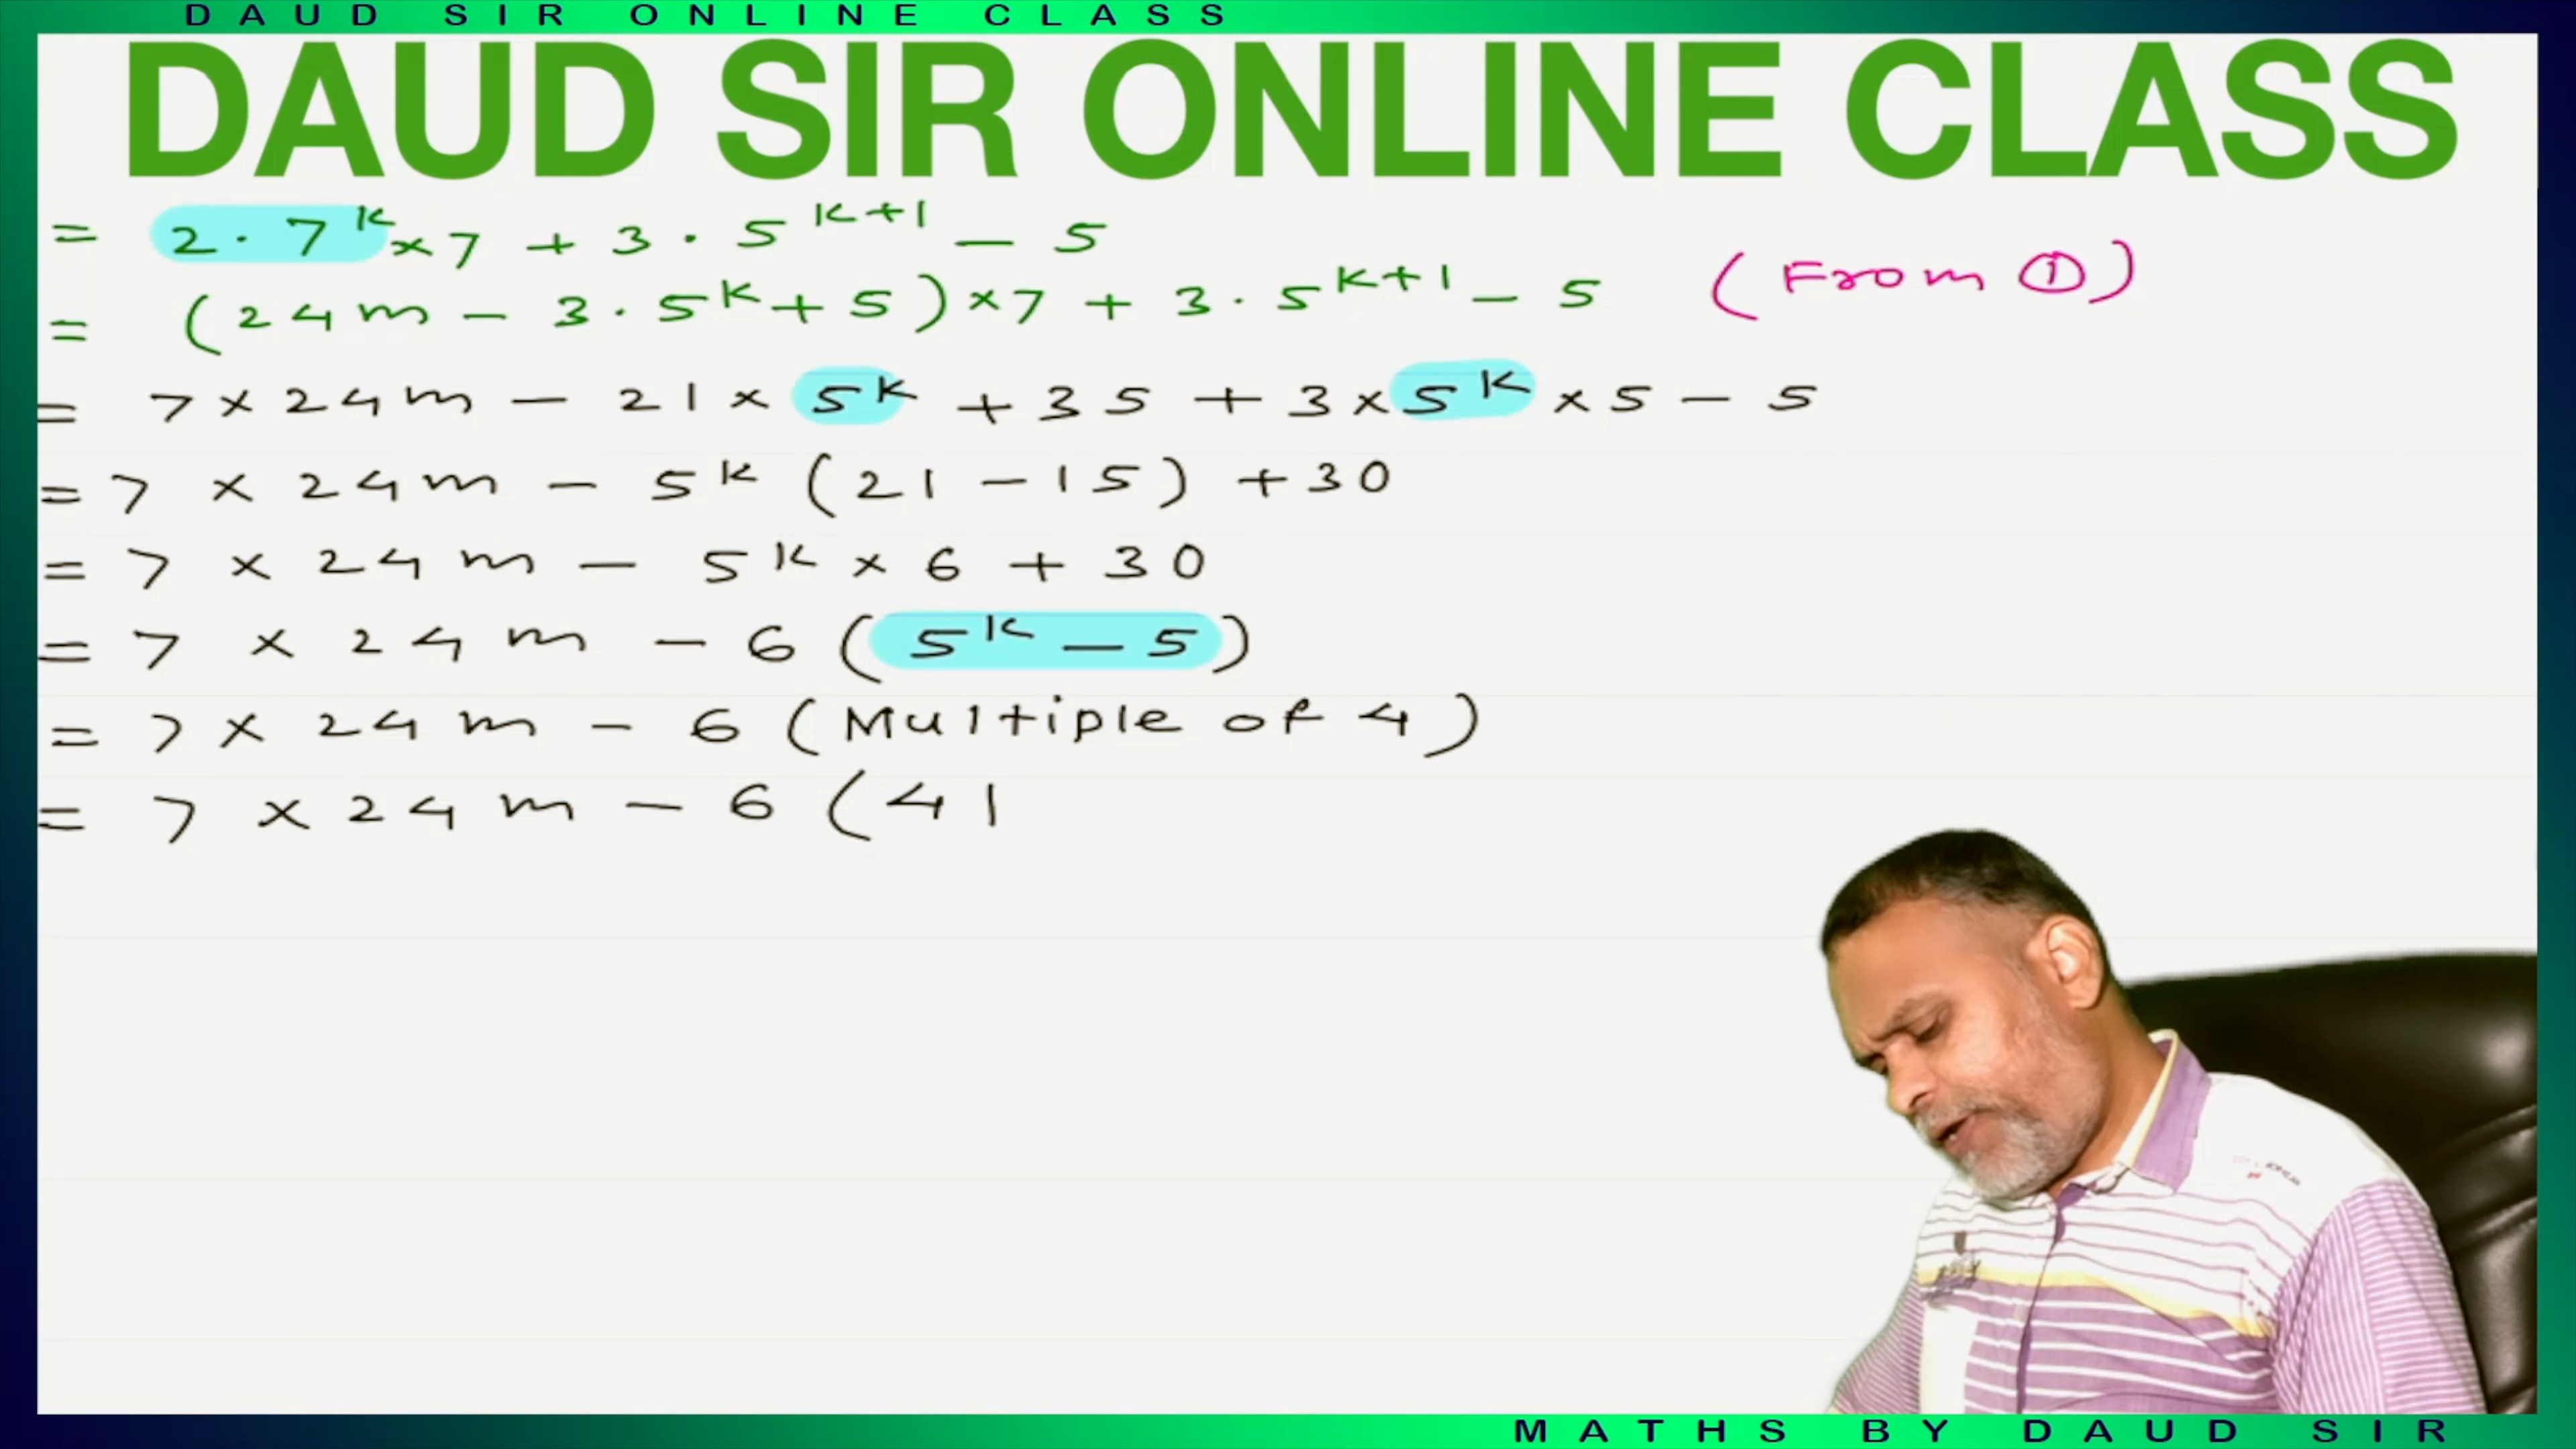 DAUD SIR ONLINE CLASS
DAUD SIR ONLINE CLASS
= 2 · 7^k × 7 + 3 · 5^(k+1) − 5
= (24m − 3 · 5^k + 5) × 7 + 3 · 5^(k+1) − 5 (From ①)
= 7 × 24m − 21 × 5^k + 35 + 3 × 5^k × 5 − 5
= 7 × 24m − 5^k (21 − 15) + 30
= 7 × 24m − 5^k × 6 + 30
= 7 × 24m − 6 (5^k − 5)
= 7 × 24m − 6 (Multiple of 4)
= 7 × 24m − 6 (4 |
MATHS BY DAUD SIR